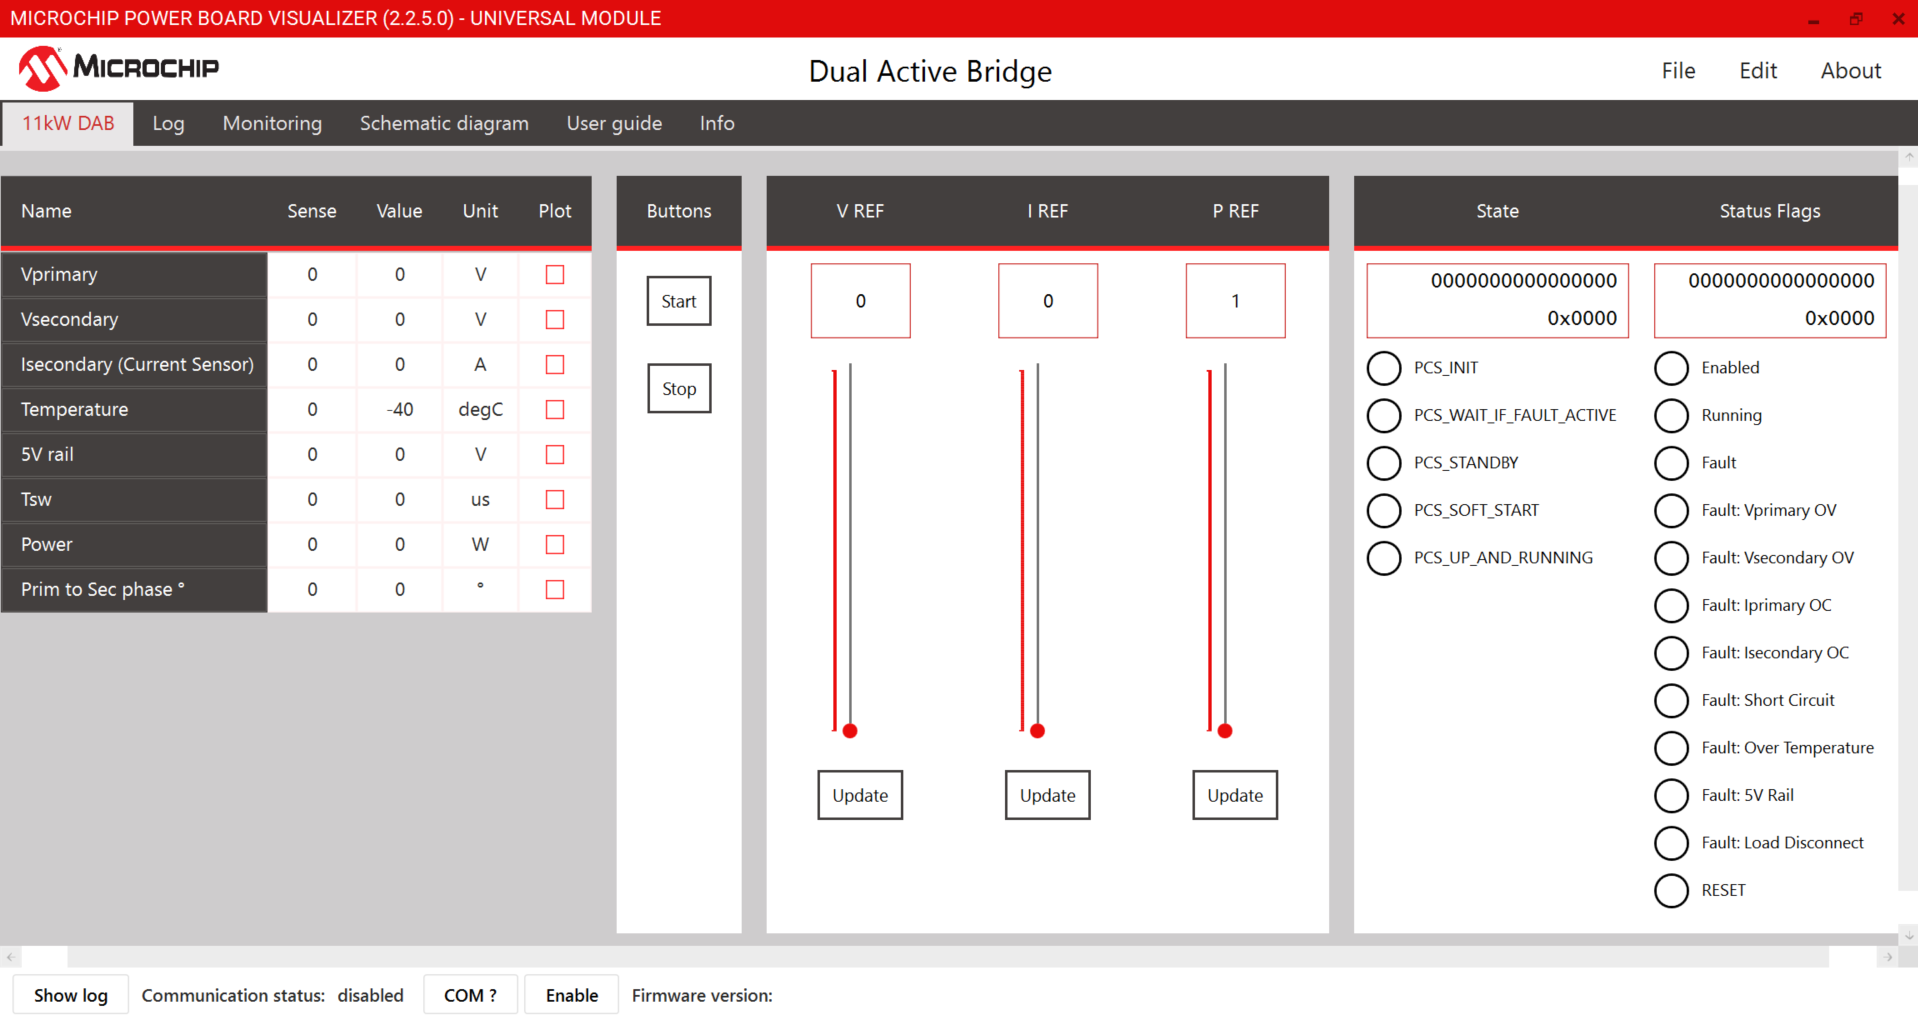 MICROCHIP POWER BOARD VISUALIZER (2.2.5.0) - UNIVERSAL MODULE
MICROCHIP
Dual Active Bridge
File Edit About
11kW DAB Log Monitoring Schematic diagram User guide Info
Name Sense Value Unit Plot
Vprimary 0 0 V
Vsecondary 0 0 V
Isecondary (Current Sensor) 0 0 A
Temperature 0 -40 degC
5V rail 0 0 V
Tsw 0 0 us
Power 0 0 W
Prim to Sec phase ° 0 0 °
Buttons
Start
Stop
V REF I REF P REF
0 0 1
Update Update Update
State
0000000000000000
0x0000
PCS_INIT
PCS_WAIT_IF_FAULT_ACTIVE
PCS_STANDBY
PCS_SOFT_START
PCS_UP_AND_RUNNING
Status Flags
0000000000000000
0x0000
Enabled
Running
Fault
Fault: Vprimary OV
Fault: Vsecondary OV
Fault: Iprimary OC
Fault: Isecondary OC
Fault: Short Circuit
Fault: Over Temperature
Fault: 5V Rail
Fault: Load Disconnect
RESET
Show log Communication status: disabled COM ? Enable Firmware version: